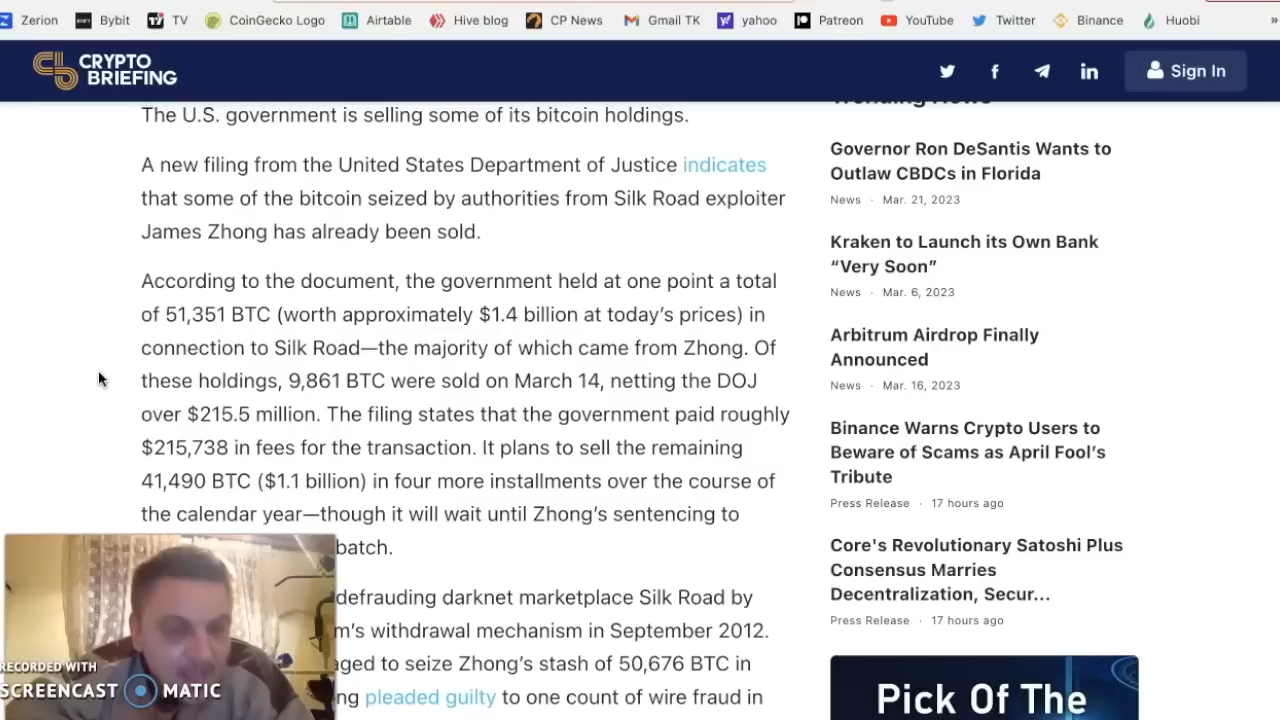 Zerion Bybit TV CoinGecko Logo Airtable Hive blog CP News Gmail TK yahoo Patreon YouTube Twitter Binance Huobi »
CRYPTO
BRIEFING
Sign In
The U.S. government is selling some of its bitcoin holdings.
A new filing from the United States Department of Justice indicates
that some of the bitcoin seized by authorities from Silk Road exploiter
James Zhong has already been sold.
According to the document, the government held at one point a total
of 51,351 BTC (worth approximately $1.4 billion at today’s prices) in
connection to Silk Road—the majority of which came from Zhong. Of
these holdings, 9,861 BTC were sold on March 14, netting the DOJ
over $215.5 million. The filing states that the government paid roughly
$215,738 in fees for the transaction. It plans to sell the remaining
41,490 BTC ($1.1 billion) in four more installments over the course of
the calendar year—though it will wait until Zhong’s sentencing to
batch.
defrauding darknet marketplace Silk Road by
m’s withdrawal mechanism in September 2012.
aged to seize Zhong’s stash of 50,676 BTC in
ng pleaded guilty to one count of wire fraud in
Trending News
Governor Ron DeSantis Wants to
Outlaw CBDCs in Florida
News · Mar. 21, 2023
Kraken to Launch its Own Bank
“Very Soon”
News · Mar. 6, 2023
Arbitrum Airdrop Finally
Announced
News · Mar. 16, 2023
Binance Warns Crypto Users to
Beware of Scams as April Fool’s
Tribute
Press Release · 17 hours ago
Core's Revolutionary Satoshi Plus
Consensus Marries
Decentralization, Secur...
Press Release · 17 hours ago
Pick Of The
RECORDED WITH
SCREENCAST MATIC